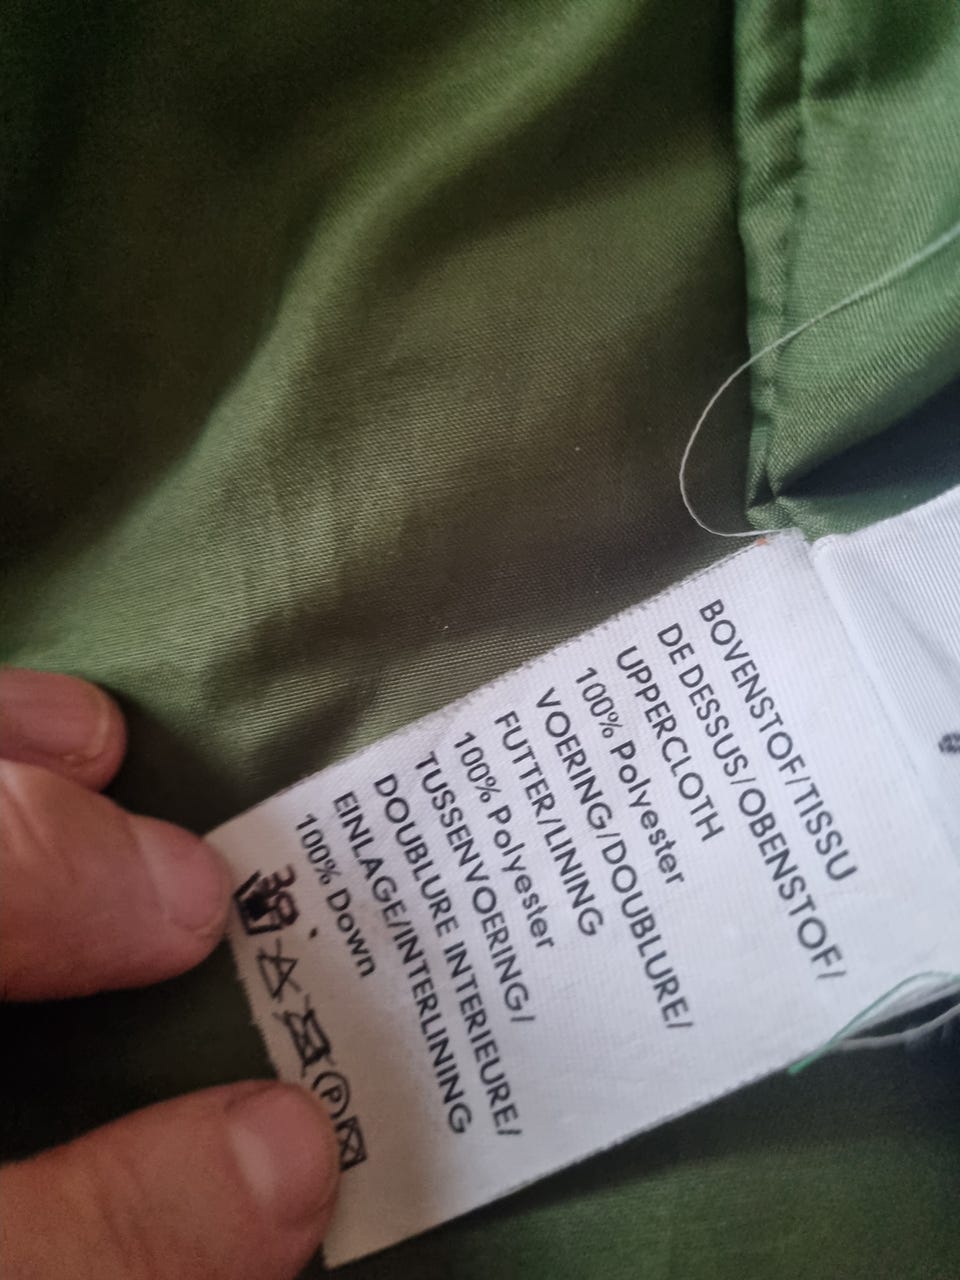 BOVENSTOF/TISSU
DE DESSUS/OBENSTOF/
UPPERCLOTH
100% Polyester
VOERING/DOUBLURE/
FUTTER/LINING
100% Polyester
TUSSENVOERING/
DOUBLURE INTERIEURE/
EINLAGE/INTERLINING
100% Down
P